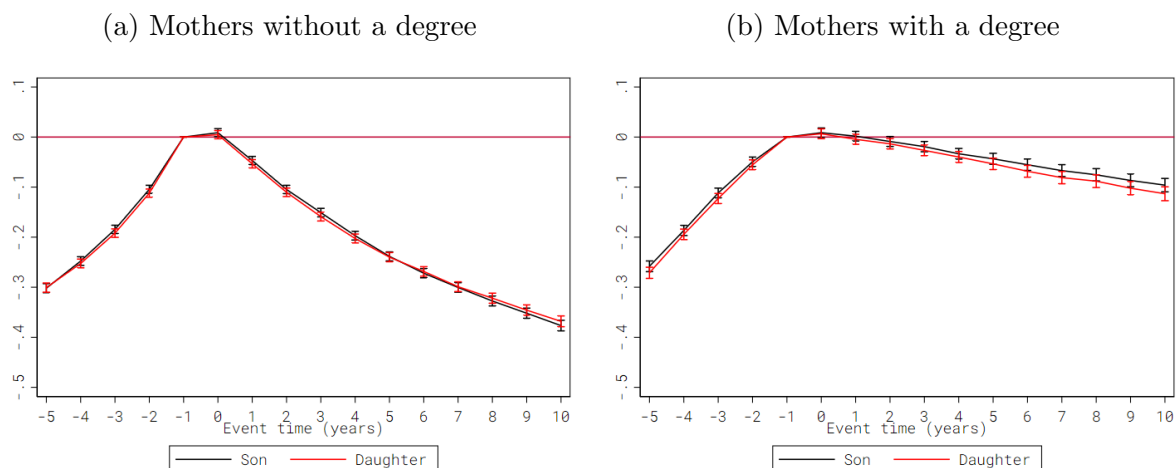 (a) Mothers without a degree
.1
0
-.1
-.2
-.3
-.4
-.5
-5 -4 -3 -2 -1 0 1 2 3 4 5 6 7 8 9 10
Event time (years)
Son Daughter
(b) Mothers with a degree
.1
0
-.1
-.2
-.3
-.4
-.5
-5 -4 -3 -2 -1 0 1 2 3 4 5 6 7 8 9 10
Event time (years)
Son Daughter